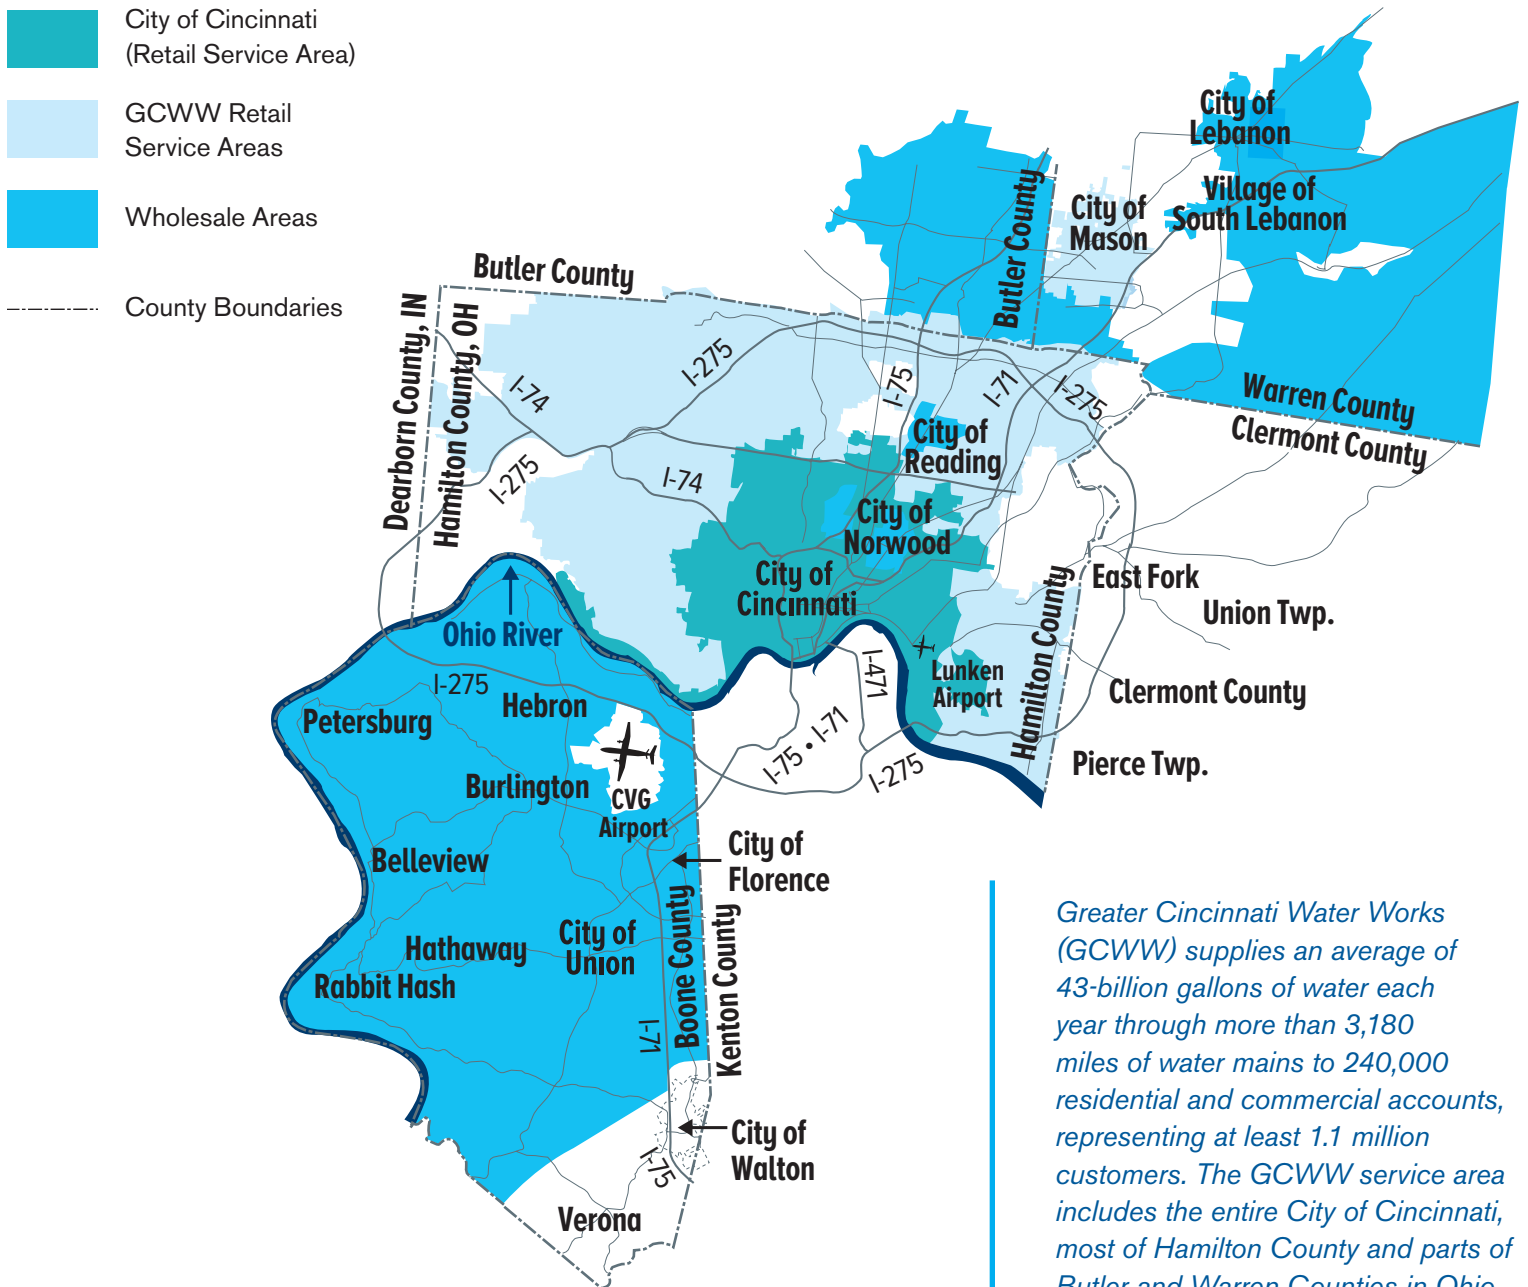 City of Cincinnati
(Retail Service Area)
GCWW Retail
Service Areas
Wholesale Areas
County Boundaries
City of
Lebanon
Village of
South Lebanon
City of
Mason
Butler County
Butler County
Dearborn County, IN
Hamilton County, OH
I-74
I-275
I-75
I-71
I-275
Warren County
Clermont County
City of
Reading
I-275
I-74
City of
Norwood
City of
Cincinnati
East Fork
Union Twp.
Hamilton County
Ohio River
I-275
Hebron
Petersburg
I-471
Lunken
Airport
Clermont County
I-75 • I-71
I-275
Pierce Twp.
Burlington
CVG
Airport
City of
Florence
Belleview
Boone County
Kenton County
Hathaway
City of
Union
Rabbit Hash
I-71
City of
Walton
I-75
Verona
Greater Cincinnati Water Works
(GCWW) supplies an average of
43-billion gallons of water each
year through more than 3,180
miles of water mains to 240,000
residential and commercial accounts,
representing at least 1.1 million
customers. The GCWW service area
includes the entire City of Cincinnati,
most of Hamilton County and parts of
Butler and Warren Counties in Ohio